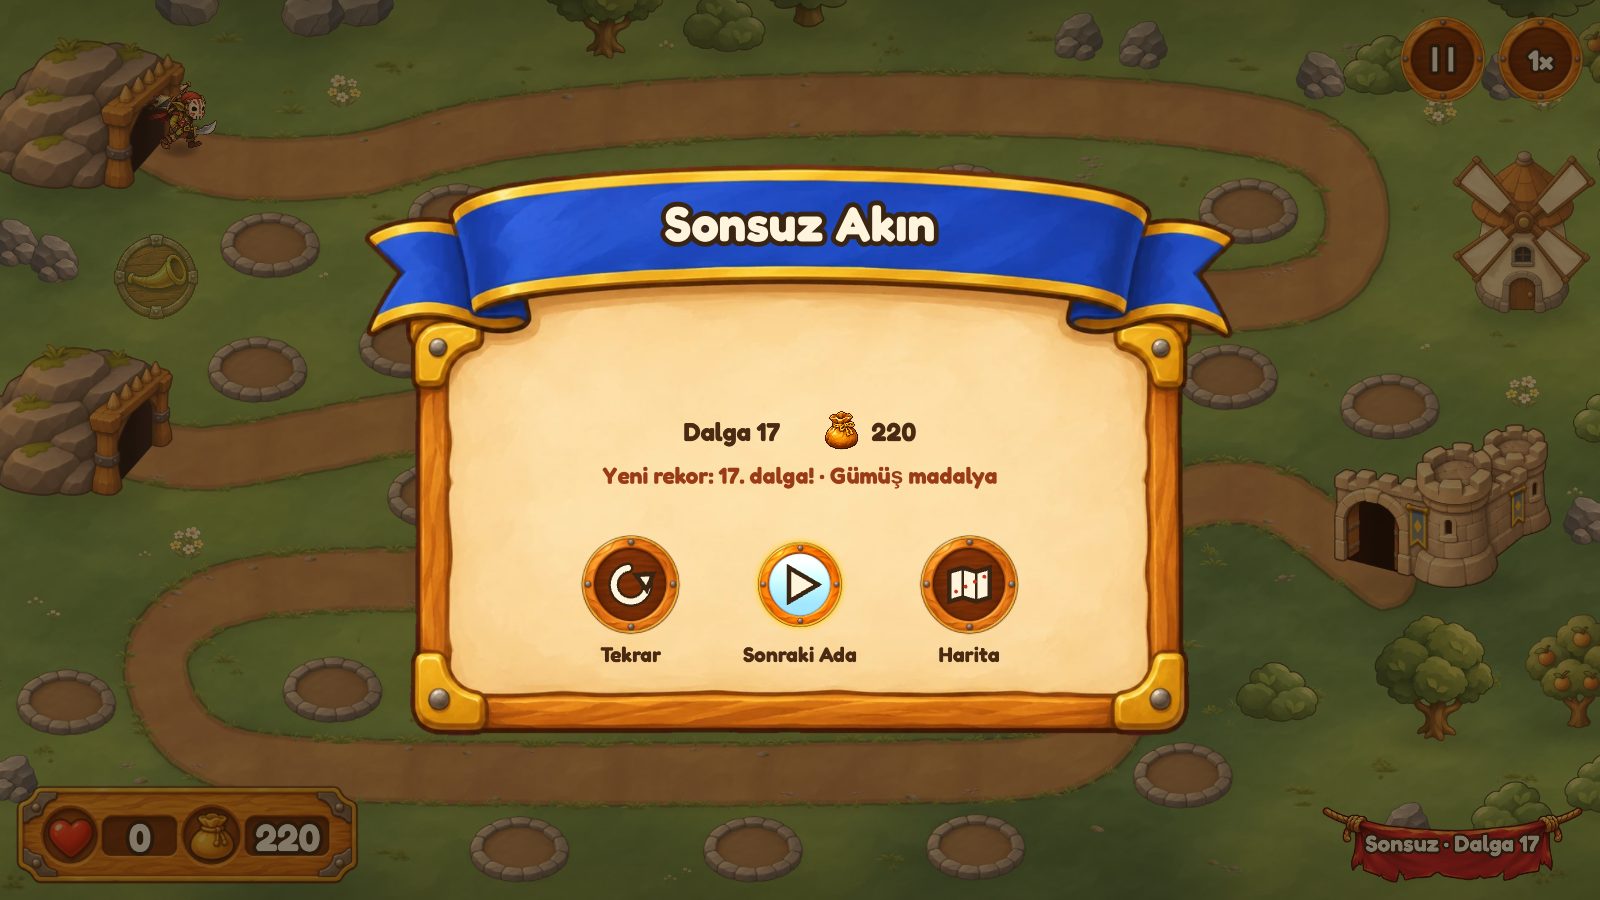 1x
Sonsuz Akın
Dalga 17 220
Yeni rekor: 17. dalga! · Gümüş madalya
Tekrar Sonraki Ada Harita
0 220
Sonsuz · Dalga 17